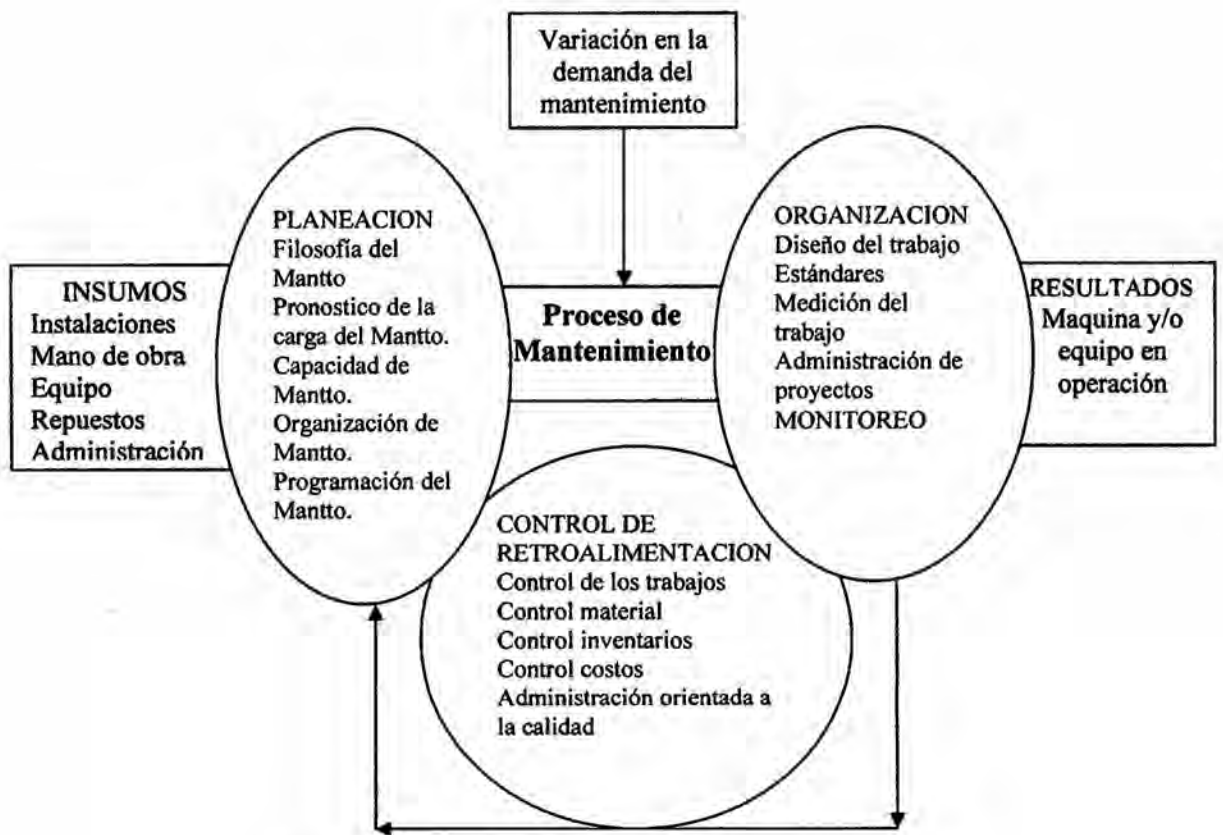 Variación en la
demanda del
mantenimiento
INSUMOS
Instalaciones
Mano de obra
Equipo
Repuestos
Administración
PLANEACION
Filosofía del
Mantto
Pronostico de la
carga del Mantto.
Capacidad de
Mantto.
Organización de
Mantto.
Programación del
Mantto.
Proceso de
Mantenimiento
ORGANIZACION
Diseño del trabajo
Estándares
Medición del
trabajo
Administración de
proyectos
MONITOREO
RESULTADOS
Maquina y/o
equipo en
operación
CONTROL DE
RETROALIMENTACION
Control de los trabajos
Control material
Control inventarios
Control costos
Administración orientada a
la calidad